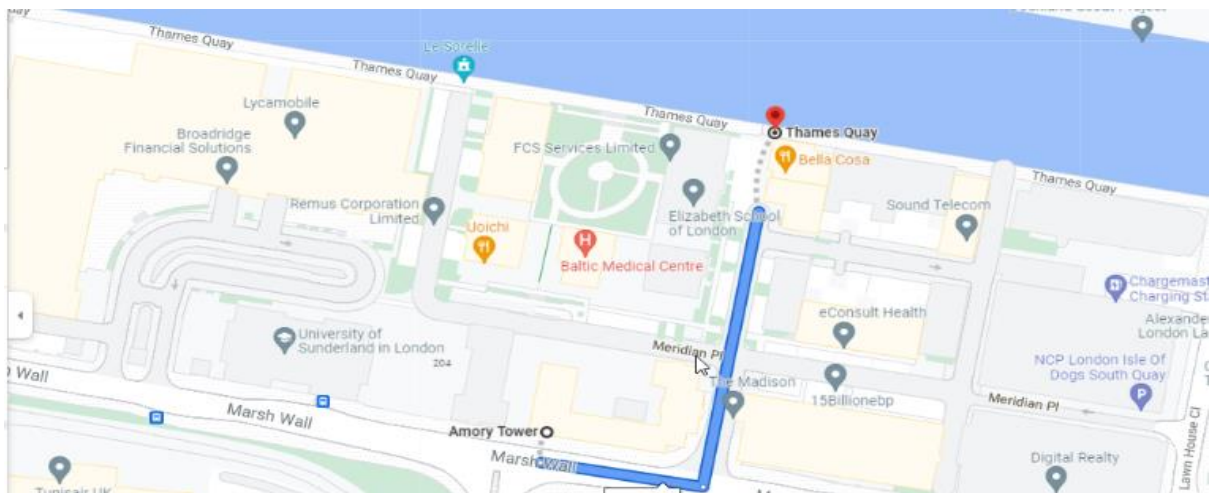 Thames Quay
Le Sorelle
Thames Quay
Lycamobile
Thames Quay
Thames Quay
Broadridge
Financial Solutions
FCS Services Limited
Bella Cosa
Thames Quay
Remus Corporation
Limited
Elizabeth School
of London
Sound Telecom
Uoichi
H
Baltic Medical Centre
Chargemast
Charging Sta
eConsult Health
University of
Sunderland in London
204
Meridian Pl
Alexander
London La
NCP London Isle Of
Dogs South Quay
P
The Madison
15Billionebp
Meridian Pl
Wall
Marsh Wall
Amory Tower
Marsh Wall
Digital Realty
Lawn House Cl
Tunisair UK